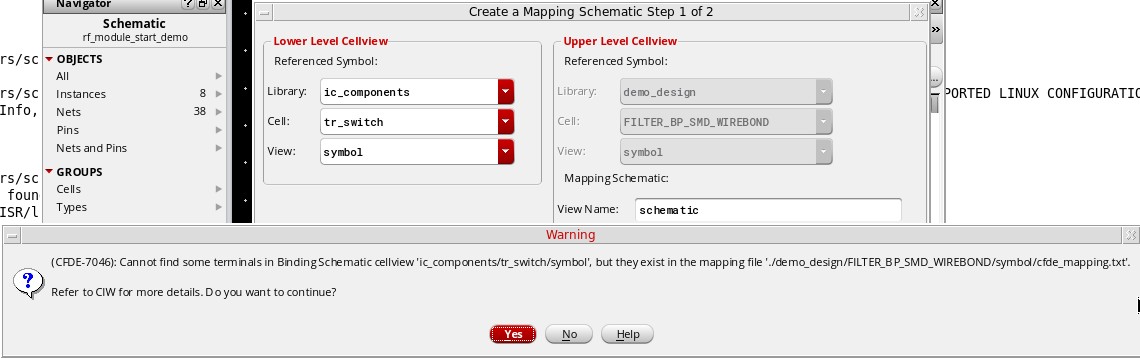 Navigator
Schematic
rf_module_start_demo
OBJECTS
All
Instances 8
Nets 38
Pins
Nets and Pins
GROUPS
Cells
Types
rs/sc
rs/sc
Info,
rs/sc
foun
ISR/l
Create a Mapping Schematic Step 1 of 2
Lower Level Cellview
Referenced Symbol:
Library: ic_components
Cell: tr_switch
View: symbol
Upper Level Cellview
Referenced Symbol:
Library: demo_design
Cell: FILTER_BP_SMD_WIREBOND
View: symbol
Mapping Schematic:
View Name: schematic
»
...
PORTED LINUX CONFIGURATIO
Warning
(CFDE-7046): Cannot find some terminals in Binding Schematic cellview 'ic_components/tr_switch/symbol', but they exist in the mapping file './demo_design/FILTER_BP_SMD_WIREBOND/symbol/cfde_mapping.txt'.
Refer to CIW for more details. Do you want to continue?
Yes No Help